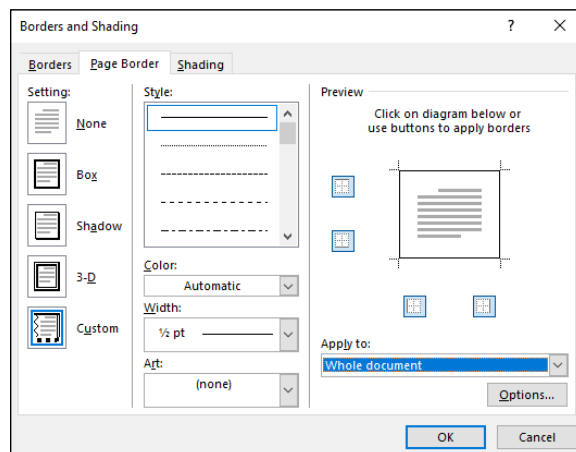 Borders and Shading
?
Borders
Page Border
Shading
Setting:
None
Box
Shadow
3-D
Custom
Style:
Color:
Automatic
Width:
½ pt
Art:
(none)
Preview
Click on diagram below or
use buttons to apply borders
Apply to:
Whole document
Options...
OK
Cancel